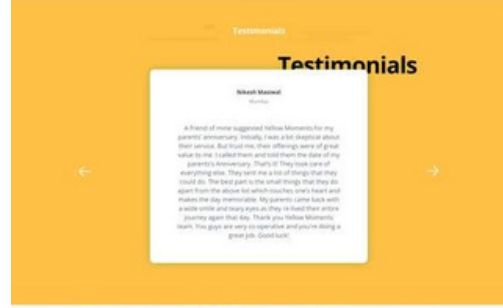 Testimonials
Testimonials
Nikesh Maswal
Mumbai
A friend of mine suggested Yellow Moments for my
parents' anniversary. Initially, I was a bit skeptical about
their service. But trust me, their offerings were of great
value to me. I called them and told them the date of my
parents's Anniversary. That's it! They took care of
everything else. They sent me a list of things that they
could do. The best part is the small things that they do
apart from the above list which touches one's heart and
makes the day memorable. My parents came back with
a wide smile and teary eyes as they re-lived their entire
journey again that day. Thank you Yellow Moments
team. You guys are very co-operative and you're doing a
great job. Good luck!